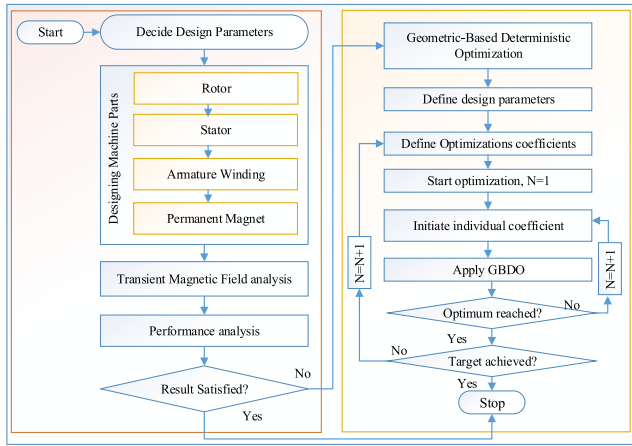 Start
Decide Design Parameters
Designing Machine Parts
Rotor
Stator
Armature Winding
Permanent Magnet
Transient Magnetic Field analysis
Performance analysis
Result Satisfied?
No
Yes
Geometric-Based Deterministic
Optimization
Define design parameters
Define Optimizations coefficients
Start optimization, N=1
Initiate individual coefficient
Apply GBDO
Optimum reached?
No
N=N+1
Yes
Target achieved?
No
N=N+1
Yes
Stop